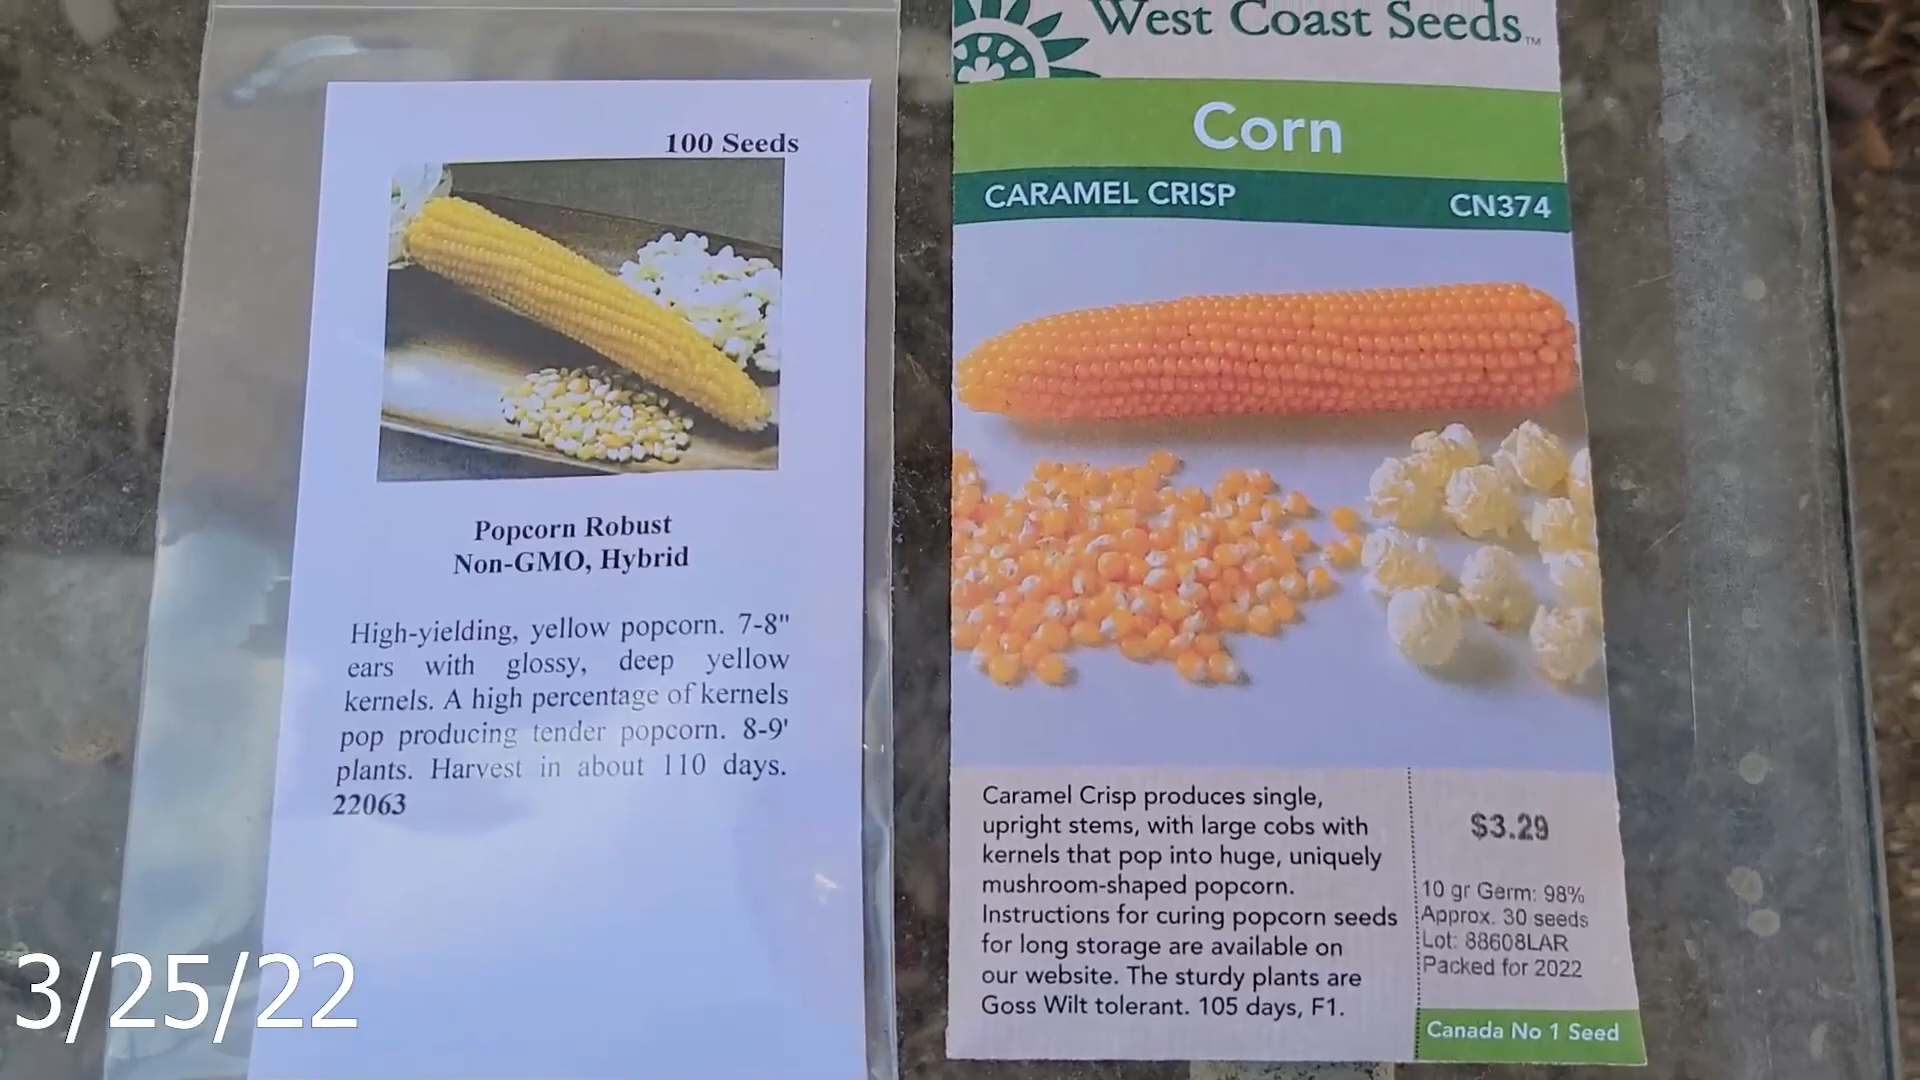 100 Seeds
Popcorn Robust
Non-GMO, Hybrid
High-yielding, yellow popcorn. 7-8"
ears with glossy, deep yellow
kernels. A high percentage of kernels
pop producing tender popcorn. 8-9'
plants. Harvest in about 110 days.
22063
West Coast Seeds™
Corn
CARAMEL CRISP CN374
Caramel Crisp produces single,
upright stems, with large cobs with
kernels that pop into huge, uniquely
mushroom-shaped popcorn.
Instructions for curing popcorn seeds
for long storage are available on
our website. The sturdy plants are
Goss Wilt tolerant. 105 days, F1.
$3.29
10 gr Germ: 98%
Approx. 30 seeds
Lot: 88608LAR
Packed for 2022
Canada No 1 Seed
3/25/22